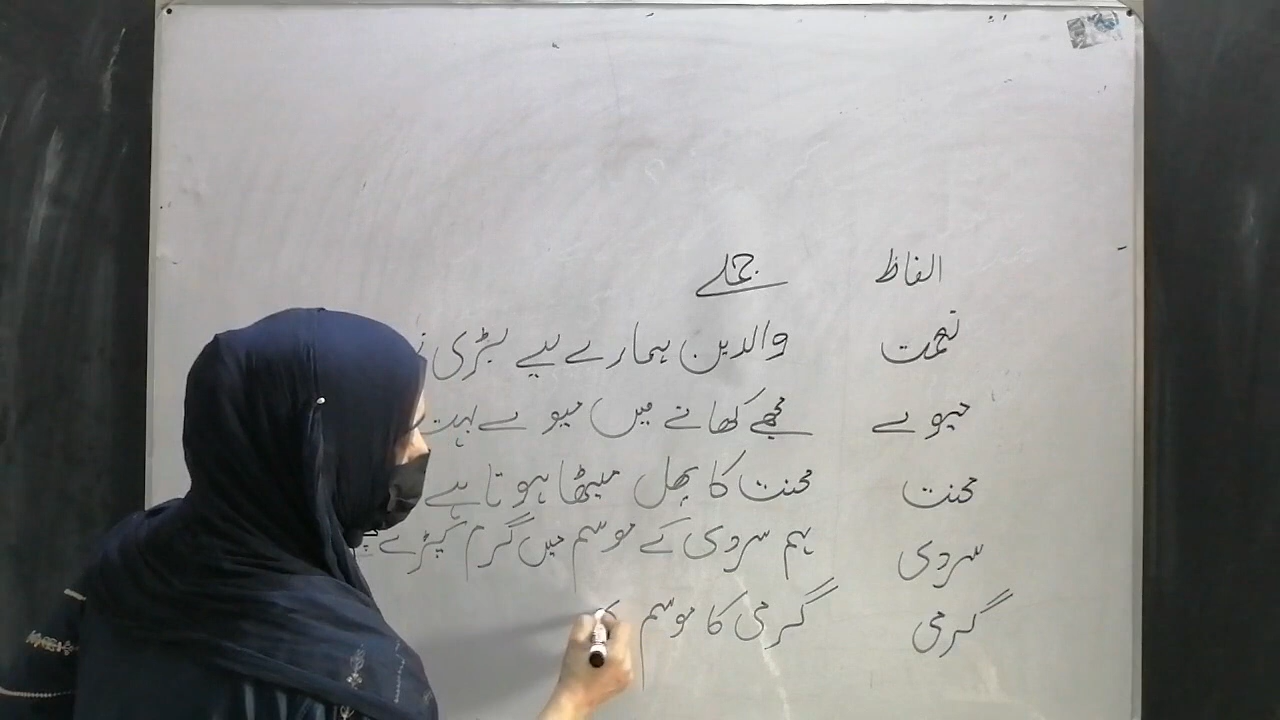 الفاظ جملے
نعمت والدین ہمارے لیے بڑی
میوے مجھے کھانے میں میوے بہت
محنت محنت کا پھل میٹھا ہوتا ہے
سردی ہم سردی کے موسم میں گرم کپڑے
گرمی گرمی کا موسم